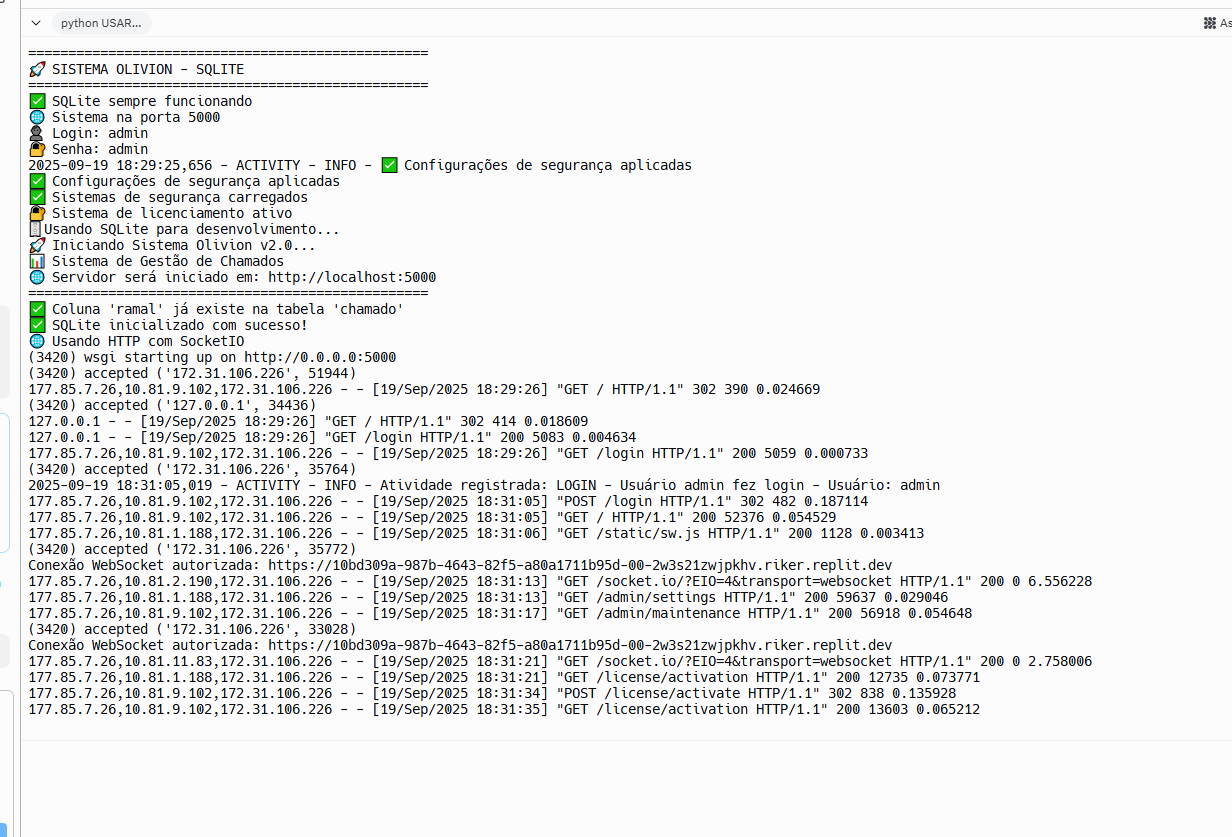 python USAR...
As
==================================================
🚀 SISTEMA OLIVION - SQLITE
==================================================
✅ SQLite sempre funcionando
🌐 Sistema na porta 5000
👤 Login: admin
🔐 Senha: admin
2025-09-19 18:29:25,656 - ACTIVITY - INFO - ✅ Configurações de segurança aplicadas
✅ Configurações de segurança aplicadas
✅ Sistemas de segurança carregados
🔐 Sistema de licenciamento ativo
Usando SQLite para desenvolvimento...
🚀 Iniciando Sistema Olivion v2.0...
📊 Sistema de Gestão de Chamados
🌐 Servidor será iniciado em: http://localhost:5000
==================================================
✅ Coluna 'ramal' já existe na tabela 'chamado'
✅ SQLite inicializado com sucesso!
🌐 Usando HTTP com SocketIO
(3420) wsgi starting up on http://0.0.0.0:5000
(3420) accepted ('172.31.106.226', 51944)
177.85.7.26,10.81.9.102,172.31.106.226 - - [19/Sep/2025 18:29:26] "GET / HTTP/1.1" 302 390 0.024669
(3420) accepted ('127.0.0.1', 34436)
127.0.0.1 - - [19/Sep/2025 18:29:26] "GET / HTTP/1.1" 302 414 0.018609
127.0.0.1 - - [19/Sep/2025 18:29:26] "GET /login HTTP/1.1" 200 5083 0.004634
177.85.7.26,10.81.9.102,172.31.106.226 - - [19/Sep/2025 18:29:26] "GET /login HTTP/1.1" 200 5059 0.000733
(3420) accepted ('172.31.106.226', 35764)
2025-09-19 18:31:05,019 - ACTIVITY - INFO - Atividade registrada: LOGIN - Usuário admin fez login - Usuário: admin
177.85.7.26,10.81.9.102,172.31.106.226 - - [19/Sep/2025 18:31:05] "POST /login HTTP/1.1" 302 482 0.187114
177.85.7.26,10.81.9.102,172.31.106.226 - - [19/Sep/2025 18:31:05] "GET / HTTP/1.1" 200 52376 0.054529
177.85.7.26,10.81.1.188,172.31.106.226 - - [19/Sep/2025 18:31:06] "GET /static/sw.js HTTP/1.1" 200 1128 0.003413
(3420) accepted ('172.31.106.226', 35772)
Conexão WebSocket autorizada: https://10bd309a-987b-4643-82f5-a80a1711b95d-00-2w3s21zwjpkhv.riker.replit.dev
177.85.7.26,10.81.2.190,172.31.106.226 - - [19/Sep/2025 18:31:13] "GET /socket.io/?EIO=4&transport=websocket HTTP/1.1" 200 0 6.556228
177.85.7.26,10.81.1.188,172.31.106.226 - - [19/Sep/2025 18:31:13] "GET /admin/settings HTTP/1.1" 200 59637 0.029046
177.85.7.26,10.81.9.102,172.31.106.226 - - [19/Sep/2025 18:31:17] "GET /admin/maintenance HTTP/1.1" 200 56918 0.054648
(3420) accepted ('172.31.106.226', 33028)
Conexão WebSocket autorizada: https://10bd309a-987b-4643-82f5-a80a1711b95d-00-2w3s21zwjpkhv.riker.replit.dev
177.85.7.26,10.81.11.83,172.31.106.226 - - [19/Sep/2025 18:31:21] "GET /socket.io/?EIO=4&transport=websocket HTTP/1.1" 200 0 2.758006
177.85.7.26,10.81.1.188,172.31.106.226 - - [19/Sep/2025 18:31:21] "GET /license/activation HTTP/1.1" 200 12735 0.073771
177.85.7.26,10.81.9.102,172.31.106.226 - - [19/Sep/2025 18:31:34] "POST /license/activate HTTP/1.1" 302 838 0.135928
177.85.7.26,10.81.9.102,172.31.106.226 - - [19/Sep/2025 18:31:35] "GET /license/activation HTTP/1.1" 200 13603 0.065212